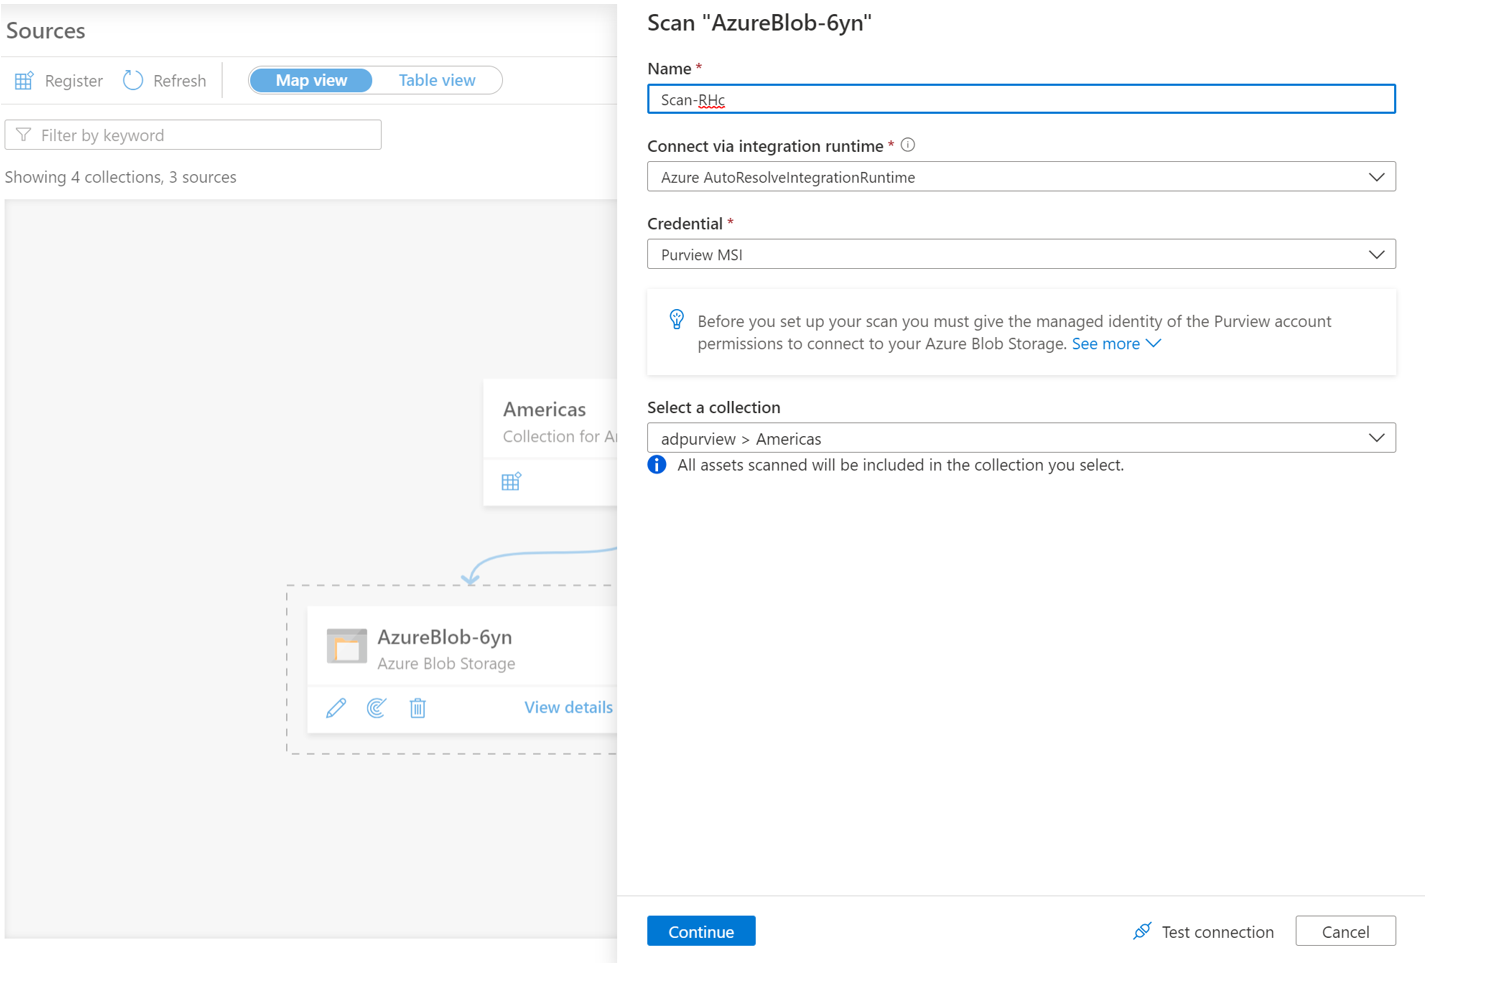 Sources
Register
Refresh
Map view
Table view
Filter by keyword
Showing 4 collections, 3 sources
Americas
Collection for
AzureBlob-6yn
Azure Blob Storage
View details
Scan "AzureBlob-6yn"
Name *
Scan-RHc
Connect via integration runtime *
Azure AutoResolveIntegrationRuntime
Credential *
Purview MSI
Before you set up your scan you must give the managed identity of the Purview account
permissions to connect to your Azure Blob Storage. See more
Select a collection
adpurview > Americas
All assets scanned will be included in the collection you select.
Continue
Test connection
Cancel